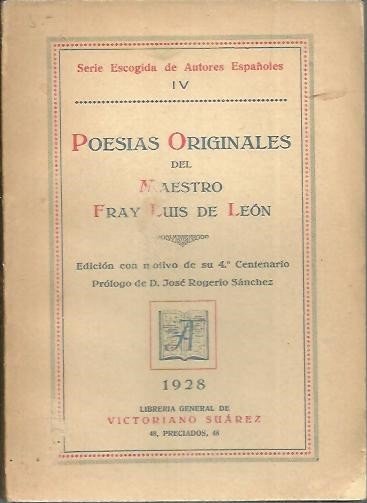 Serie Escogida de Autores Españoles
IV
POESIAS ORIGINALES
DEL
MAESTRO
FRAY LUIS DE LEÓN
Edición con motivo de su 4.º Centenario
Prólogo de D. José Rogerio Sánchez
1928
LIBRERIA GENERAL DE
VICTORIANO SUÁREZ
48, PRECIADOS, 48